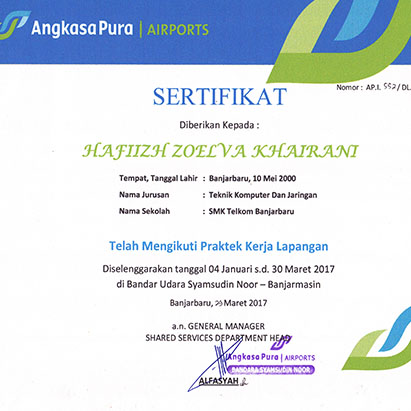 AngkasaPura | AIRPORTS
Nomor : AP.I. 552/DL
SERTIFIKAT
Diberikan Kepada :
HAFIIZH ZOELVA KHAIRANI
Tempat, Tanggal Lahir : Banjarbaru, 10 Mei 2000
Nama Jurusan : Teknik Komputer Dan Jaringan
Nama Sekolah : SMK Telkom Banjarbaru
Telah Mengikuti Praktek Kerja Lapangan
Diselenggarakan tanggal 04 Januari s.d. 30 Maret 2017
di Bandar Udara Syamsudin Noor – Banjarmasin
Banjarbaru, Maret 2017
a.n. GENERAL MANAGER
SHARED SERVICES DEPARTMENT HEAD
AngkasaPura | AIRPORTS
BANDARA SYAMSUDIN NOOR
ALFASYAH